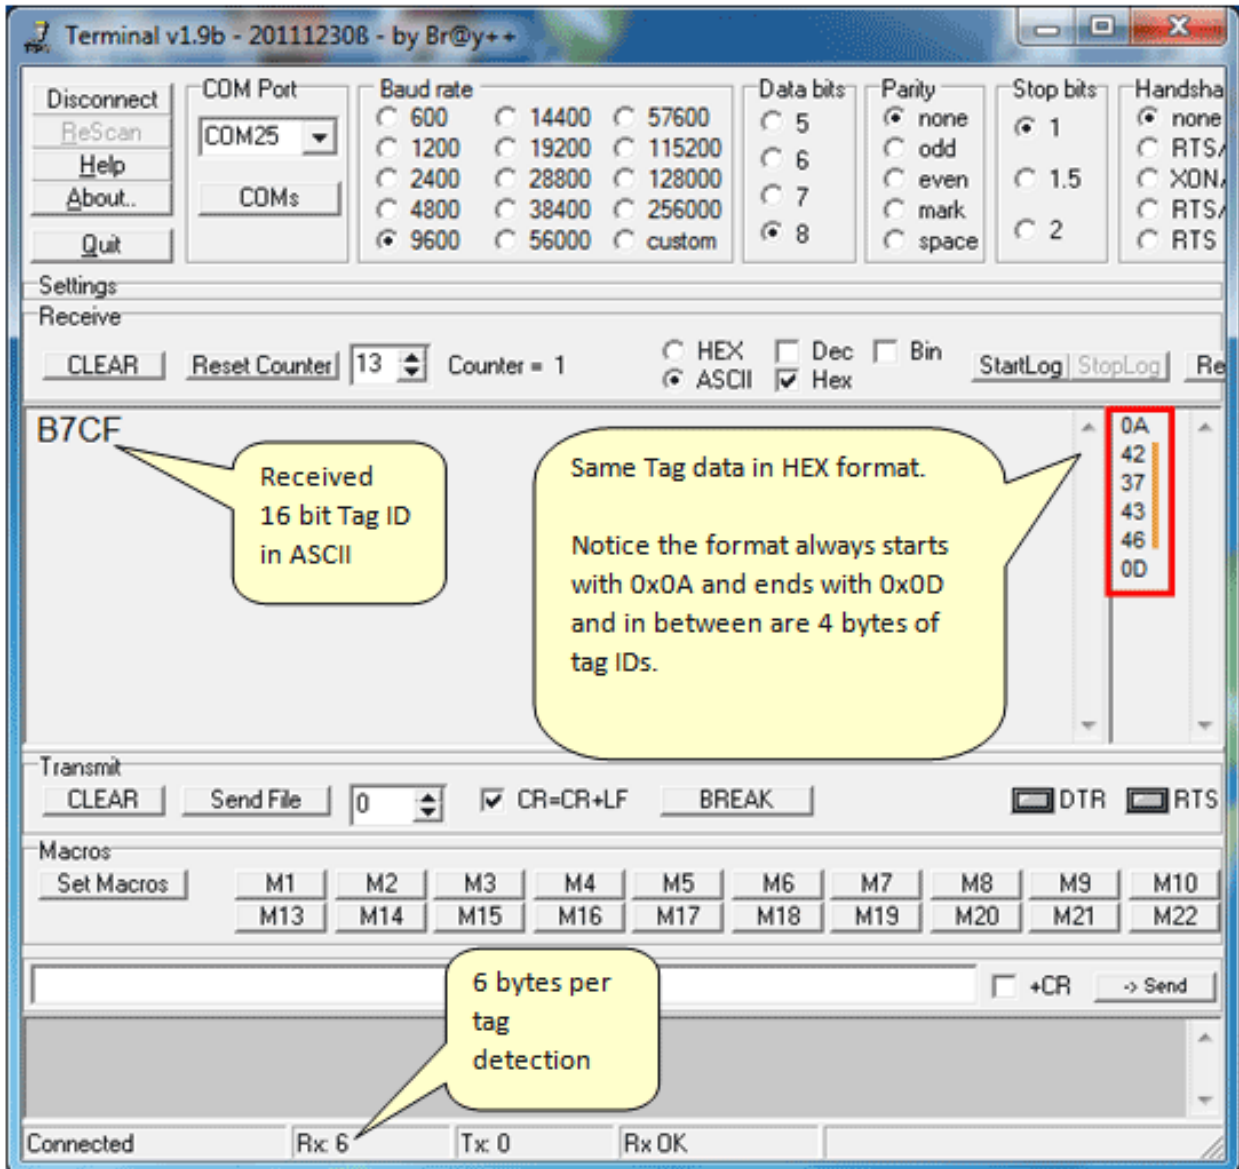 Terminal v1.9b - 20111230ß - by Br@y++
Disconnect
ReScan
Help
About..
Quit
COM Port
COM25
COMs
Baud rate
600 14400 57600
1200 19200 115200
2400 28800 128000
4800 38400 256000
9600 56000 custom
Data bits
5
6
7
8
Parity
none
odd
even
mark
space
Stop bits
1
1.5
2
Handsha
none
RTS/
XON/
RTS/
RTS
Settings
Receive
CLEAR Reset Counter 13 Counter = 1
HEX Dec Bin
ASCII Hex
StartLog StopLog Re
B7CF
Received
16 bit Tag ID
in ASCII
Same Tag data in HEX format.
Notice the format always starts
with 0x0A and ends with 0x0D
and in between are 4 bytes of
tag IDs.
0A
42
37
43
46
0D
Transmit
CLEAR Send File 0 CR=CR+LF BREAK DTR RTS
Macros
Set Macros M1 M2 M3 M4 M5 M6 M7 M8 M9 M10
M13 M14 M15 M16 M17 M18 M19 M20 M21 M22
6 bytes per
tag
detection
+CR -> Send
Connected Rx: 6 Tx: 0 Rx OK